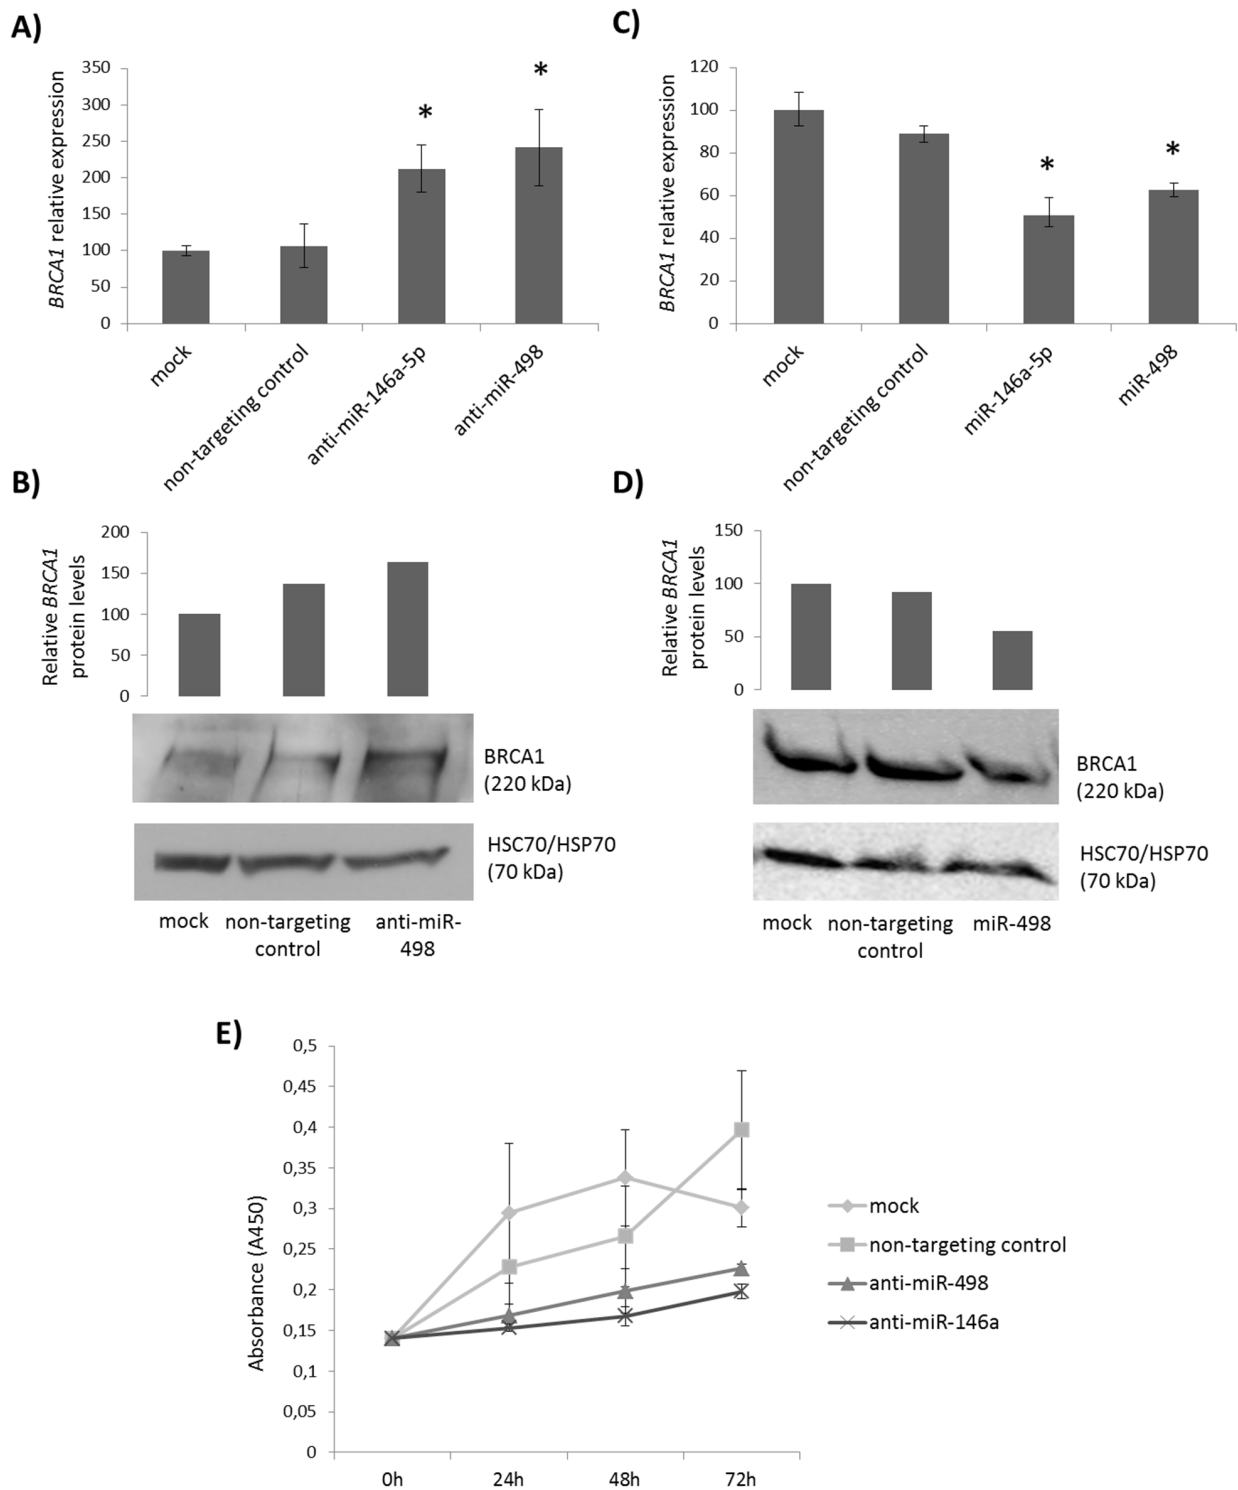 A)
BRCA1 relative expression
350
300
250
200
150
100
50
0
*
*
mock
non-targeting control
anti-miR-146a-5p
anti-miR-498
C)
BRCA1 relative expression
120
100
80
60
40
20
0
*
*
mock
non-targeting control
miR-146a-5p
miR-498
B)
Relative BRCA1
protein levels
200
150
100
50
0
BRCA1
(220 kDa)
HSC70/HSP70
(70 kDa)
mock
non-targeting
control
anti-miR-
498
D)
Relative BRCA1
protein levels
150
100
50
0
BRCA1
(220 kDa)
HSC70/HSP70
(70 kDa)
mock
non-targeting
control
miR-498
E)
Absorbance (A450)
0,5
0,45
0,4
0,35
0,3
0,25
0,2
0,15
0,1
0,05
0
0h
24h
48h
72h
mock
non-targeting control
anti-miR-498
anti-miR-146a